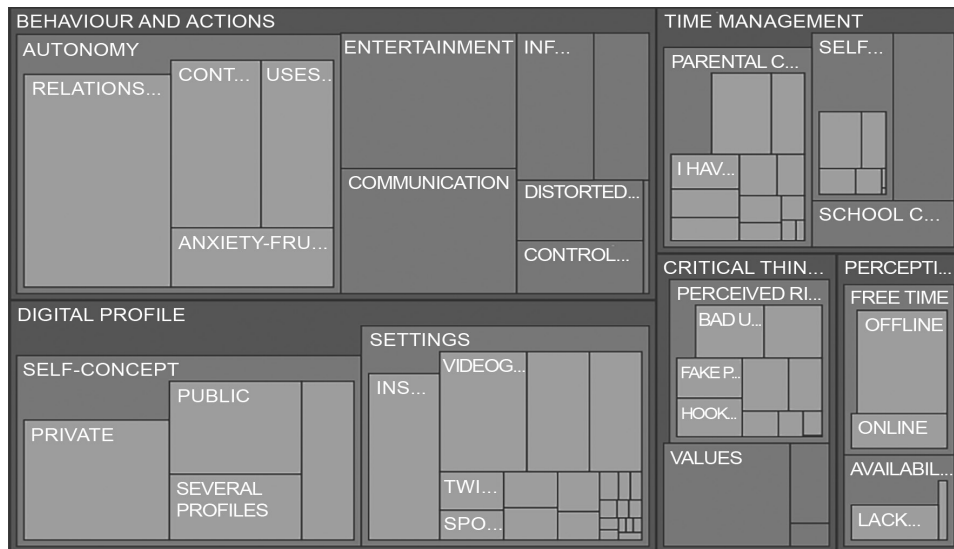 BEHAVIOUR AND ACTIONS
AUTONOMY
RELATIONS...
CONT...
USES...
ANXIETY-FRU...
ENTERTAINMENT
COMMUNICATION
INF...
DISTORTED...
CONTROL...
TIME MANAGEMENT
PARENTAL C...
I HAV...
SELF...
SCHOOL C...
DIGITAL PROFILE
SELF-CONCEPT
PRIVATE
PUBLIC
SEVERAL
PROFILES
SETTINGS
INS...
VIDEOG...
TWI...
SPO...
CRITICAL THIN...
PERCEIVED RI...
BAD U...
FAKE P...
HOOK...
VALUES
PERCEPTI...
FREE TIME
OFFLINE
ONLINE
AVAILABIL...
LACK...